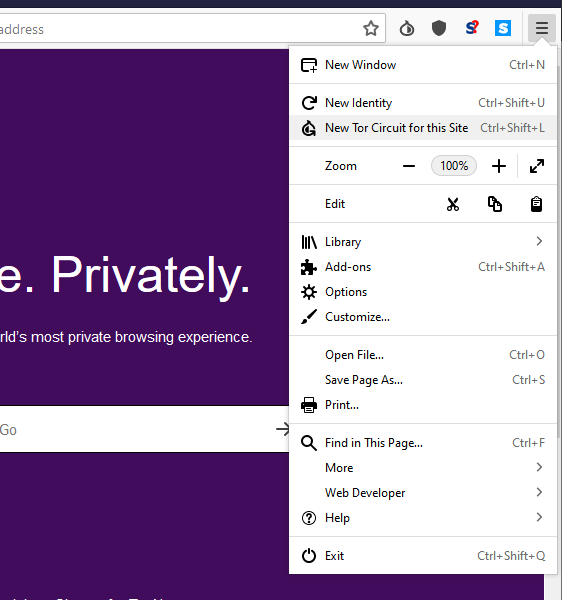 address
New Window Ctrl+N
New Identity Ctrl+Shift+U
New Tor Circuit for this Site Ctrl+Shift+L
Zoom 100%
Edit
Library
e. Privately.
Add-ons Ctrl+Shift+A
Options
Customize...
rld's most private browsing experience.
Open File... Ctrl+O
Save Page As... Ctrl+S
Print...
Go
Find in This Page... Ctrl+F
More
Web Developer
Help
Exit Ctrl+Shift+Q